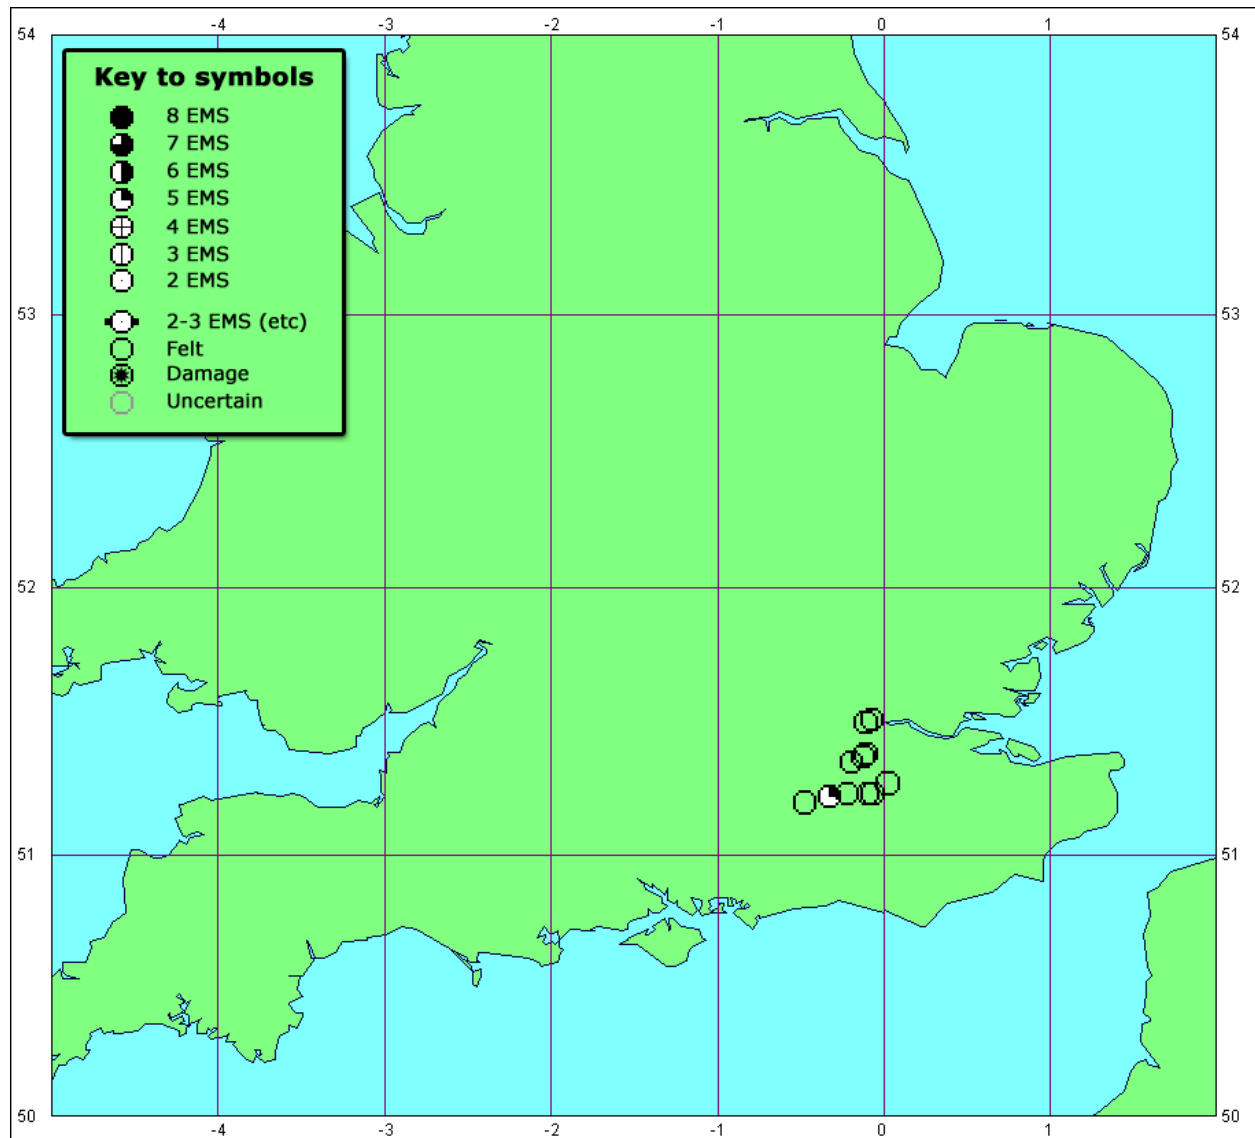 -4 -3 -2 -1 0 1
54 54
Key to symbols
8 EMS
7 EMS
6 EMS
5 EMS
4 EMS
3 EMS
2 EMS
2-3 EMS (etc)
Felt
Damage
Uncertain
53 53
52 52
51 51
50 50
-4 -3 -2 -1 0 1